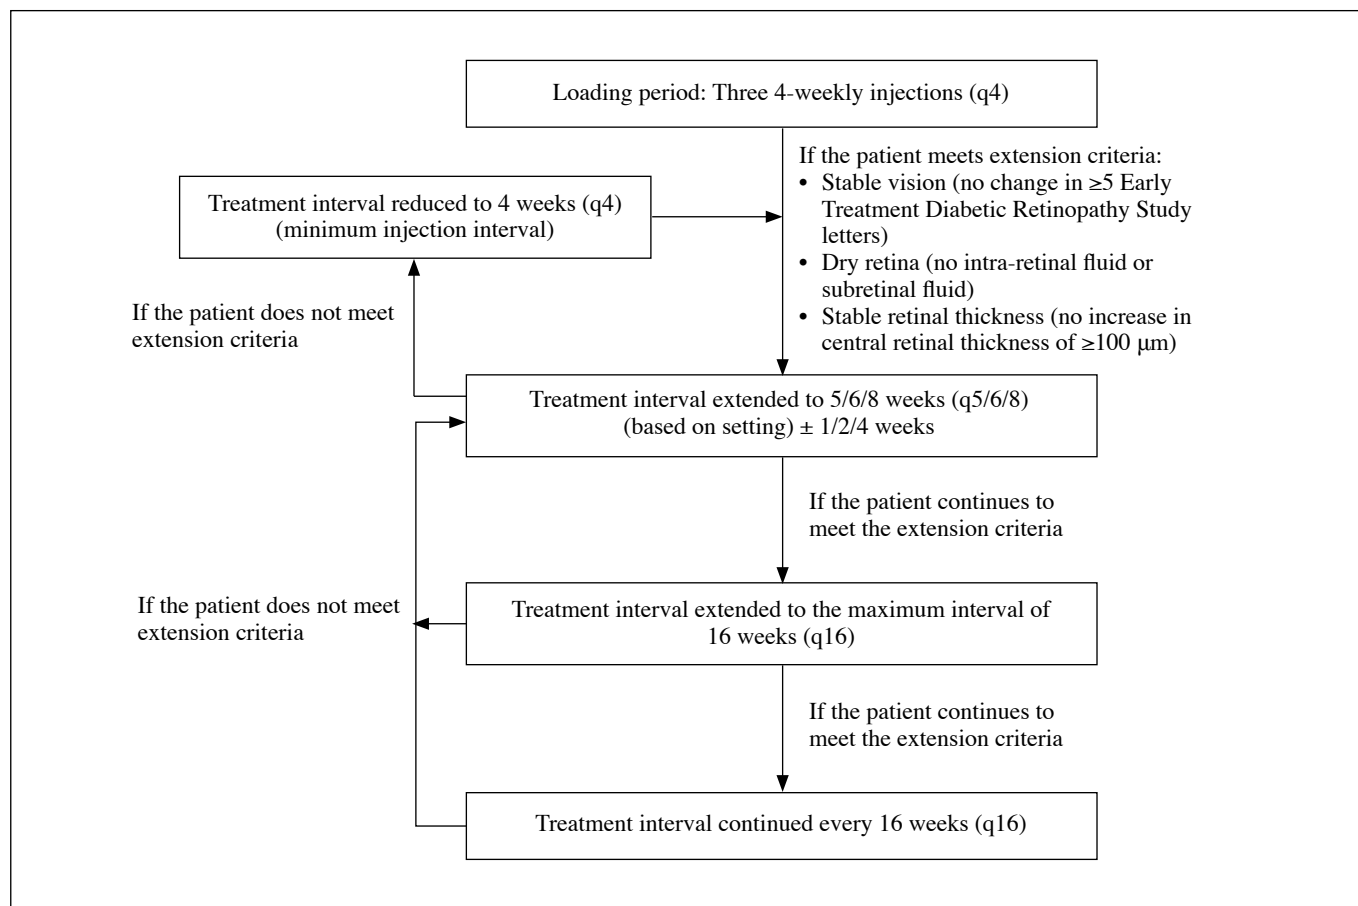 Loading period: Three 4-weekly injections (q4)
If the patient meets extension criteria:
• Stable vision (no change in ≥5 Early
Treatment Diabetic Retinopathy Study
letters)
• Dry retina (no intra-retinal fluid or
subretinal fluid)
• Stable retinal thickness (no increase in
central retinal thickness of ≥100 μm)
Treatment interval reduced to 4 weeks (q4)
(minimum injection interval)
If the patient does not meet
extension criteria
Treatment interval extended to 5/6/8 weeks (q5/6/8)
(based on setting) ± 1/2/4 weeks
If the patient continues to
meet the extension criteria
If the patient does not meet
extension criteria
Treatment interval extended to the maximum interval of
16 weeks (q16)
If the patient continues to
meet the extension criteria
Treatment interval continued every 16 weeks (q16)